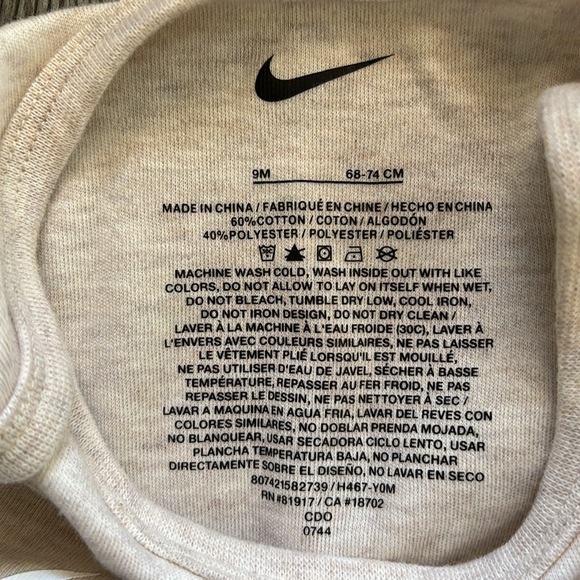 9M 68-74 CM
MADE IN CHINA / FABRIQUÉ EN CHINE / HECHO EN CHINA
60%COTTON / COTON / ALGODÓN
40%POLYESTER / POLYESTER / POLIÉSTER
MACHINE WASH COLD, WASH INSIDE OUT WITH LIKE
COLORS, DO NOT ALLOW TO LAY ON ITSELF WHEN WET,
DO NOT BLEACH, TUMBLE DRY LOW, COOL IRON,
DO NOT IRON DESIGN, DO NOT DRY CLEAN /
LAVER À LA MACHINE À L'EAU FROIDE (30C), LAVER À
L'ENVERS AVEC COULEURS SIMILAIRES, NE PAS LAISSER
LE VÊTEMENT PLIÉ LORSQU'IL EST MOUILLÉ,
NE PAS UTILISER D'EAU DE JAVEL, SÉCHER À BASSE
TEMPÉRATURE, REPASSER AU FER FROID, NE PAS
REPASSER LE DESSIN, NE PAS NETTOYER À SEC /
LAVAR A MAQUINA EN AGUA FRIA, LAVAR DEL REVES CON
COLORES SIMILARES, NO DOBLAR PRENDA MOJADA,
NO BLANQUEAR, USAR SECADORA CICLO LENTO, USAR
PLANCHA TEMPERATURA BAJA, NO PLANCHAR
DIRECTAMENTE SOBRE EL DISEÑO, NO LAVAR EN SECO
807421582739 / H467-Y0M
RN #81917 / CA #18702
CDO
0744